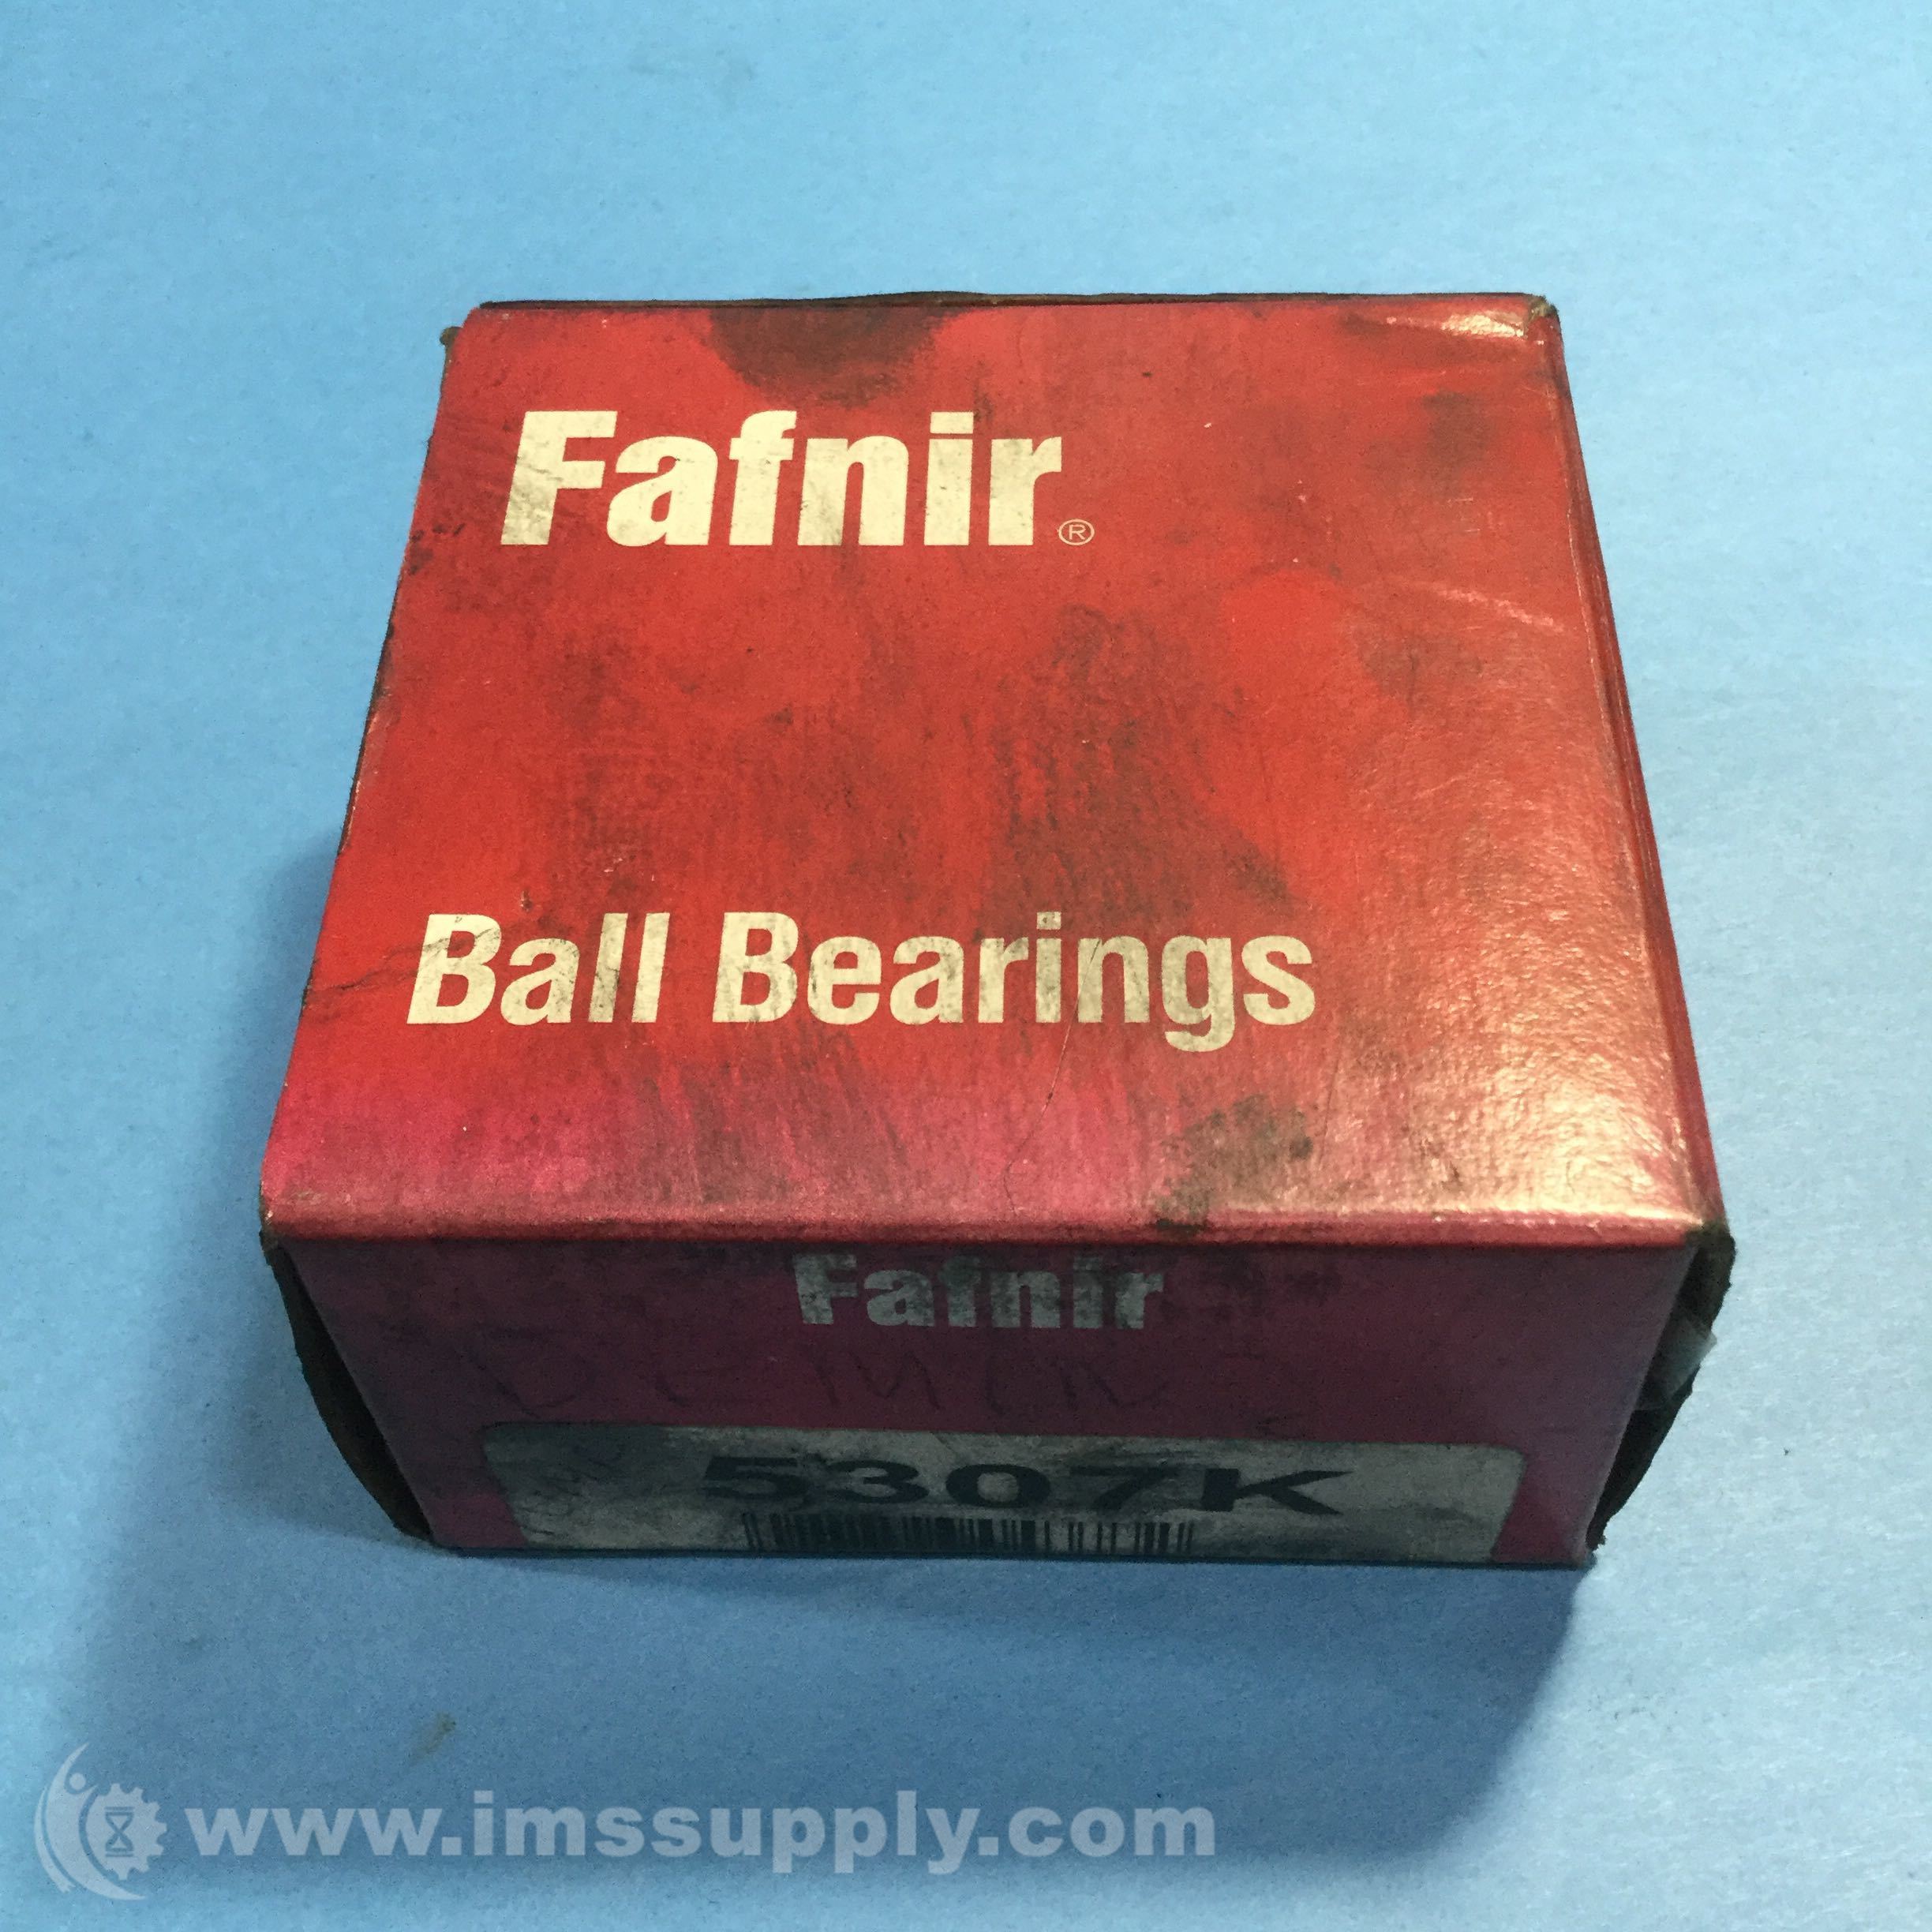 Fafnir®
Ball Bearings
Fafnir
5307K
www.imssupply.com